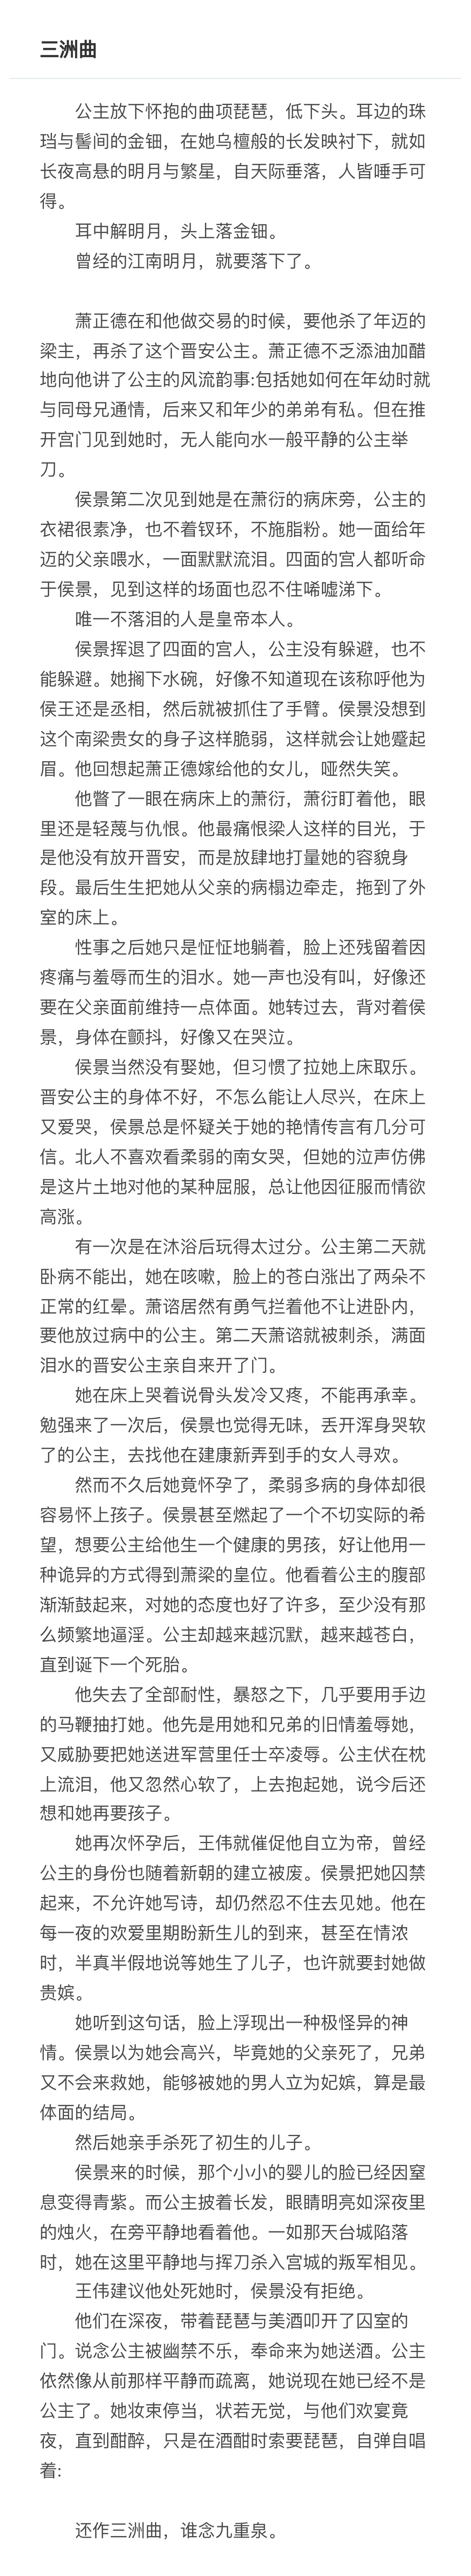 三洲曲
公主放下怀抱的曲项琵琶，低下头。耳边的珠
珰与髻间的金钿，在她乌檀般的长发映衬下，就如
长夜高悬的明月与繁星，自天际垂落，人皆唾手可
得。
耳中解明月，头上落金钿。
曾经的江南明月，就要落下了。
萧正德在和他做交易的时候，要他杀了年迈的
梁主，再杀了这个晋安公主。萧正德不乏添油加醋
地向他讲了公主的风流韵事:包括她如何在年幼时就
与同母兄通情，后来又和年少的弟弟有私。但在推
开宫门见到她时，无人能向水一般平静的公主举
刀。
侯景第二次见到她是在萧衍的病床旁，公主的
衣裙很素净，也不着钗环，不施脂粉。她一面给年
迈的父亲喂水，一面默默流泪。四面的宫人都听命
于侯景，见到这样的场面也忍不住唏嘘涕下。
唯一不落泪的人是皇帝本人。
侯景挥退了四面的宫人，公主没有躲避，也不
能躲避。她搁下水碗，好像不知道现在该称呼他为
侯王还是丞相，然后就被抓住了手臂。侯景没想到
这个南梁贵女的身子这样脆弱，这样就会让她蹙起
眉。他回想起萧正德嫁给他的女儿，哑然失笑。
他瞥了一眼在病床上的萧衍，萧衍盯着他，眼
里还是轻蔑与仇恨。他最痛恨梁人这样的目光，于
是他没有放开晋安，而是放肆地打量她的容貌身
段。最后生生把她从父亲的病榻边牵走，拖到了外
室的床上。
性事之后她只是怔怔地躺着，脸上还残留着因
疼痛与羞辱而生的泪水。她一声也没有叫，好像还
要在父亲面前维持一点体面。她转过去，背对着侯
景，身体在颤抖，好像又在哭泣。
侯景当然没有娶她，但习惯了拉她上床取乐。
晋安公主的身体不好，不怎么能让人尽兴，在床上
又爱哭，侯景总是怀疑关于她的艳情传言有几分可
信。北人不喜欢看柔弱的南女哭，但她的泣声仿佛
是这片土地对他的某种屈服，总让他因征服而情欲
高涨。
有一次是在沐浴后玩得太过分。公主第二天就
卧病不能出，她在咳嗽，脸上的苍白涨出了两朵不
正常的红晕。萧谘居然有勇气拦着他不让进卧内，
要他放过病中的公主。第二天萧谘就被刺杀，满面
泪水的晋安公主亲自来开了门。
她在床上哭着说骨头发冷又疼，不能再承幸。
勉强来了一次后，侯景也觉得无味，丢开浑身哭软
了的公主，去找他在建康新弄到手的女人寻欢。
然而不久后她竟怀孕了，柔弱多病的身体却很
容易怀上孩子。侯景甚至燃起了一个不切实际的希
望，想要公主给他生一个健康的男孩，好让他用一
种诡异的方式得到萧梁的皇位。他看着公主的腹部
渐渐鼓起来，对她的态度也好了许多，至少没有那
么频繁地逼淫。公主却越来越沉默，越来越苍白，
直到诞下一个死胎。
他失去了全部耐性，暴怒之下，几乎要用手边
的马鞭抽打她。他先是用她和兄弟的旧情羞辱她，
又威胁要把她送进军营里任士卒凌辱。公主伏在枕
上流泪，他又忽然心软了，上去抱起她，说今后还
想和她再要孩子。
她再次怀孕后，王伟就催促他自立为帝，曾经
公主的身份也随着新朝的建立被废。侯景把她囚禁
起来，不允许她写诗，却仍然忍不住去见她。他在
每一夜的欢爱里期盼新生儿的到来，甚至在情浓
时，半真半假地说等她生了儿子，也许就要封她做
贵嫔。
她听到这句话，脸上浮现出一种极怪异的神
情。侯景以为她会高兴，毕竟她的父亲死了，兄弟
又不会来救她，能够被她的男人立为妃嫔，算是最
体面的结局。
然后她亲手杀死了初生的儿子。
侯景来的时候，那个小小的婴儿的脸已经因窒
息变得青紫。而公主披着长发，眼睛明亮如深夜里
的烛火，在旁平静地看着他。一如那天台城陷落
时，她在这里平静地与挥刀杀入宫城的叛军相见。
王伟建议他处死她时，侯景没有拒绝。
他们在深夜，带着琵琶与美酒叩开了囚室的
门。说念公主被幽禁不乐，奉命来为她送酒。公主
依然像从前那样平静而疏离，她说现在她已经不是
公主了。她妆束停当，状若无觉，与他们欢宴竟
夜，直到酣醉，只是在酒酣时索要琵琶，自弹自唱
着:
还作三洲曲，谁念九重泉。